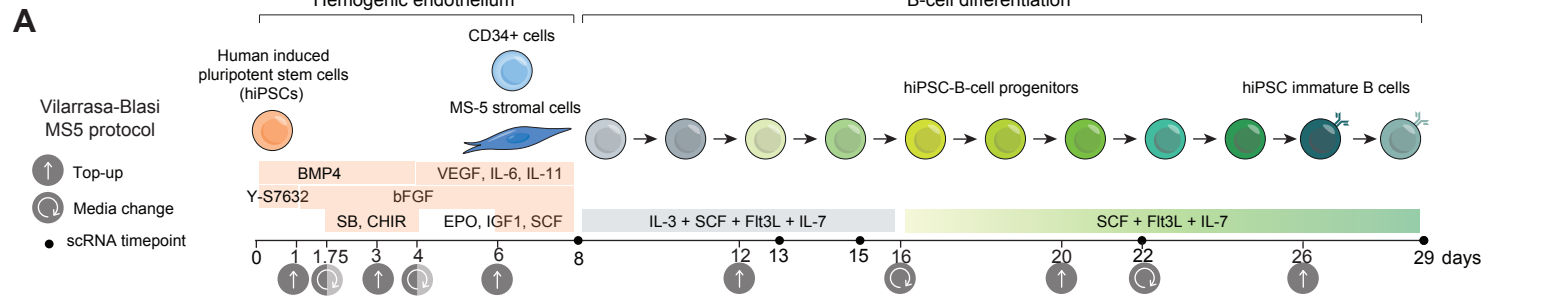 A
Hemogenic endothelium
B-cell differentiation
CD34+ cells
Human induced
pluripotent stem cells
(hiPSCs)
hiPSC-B-cell progenitors
hiPSC immature B cells
Vilarrasa-Blasi
MS5 protocol
MS-5 stromal cells
Top-up
Media change
scRNA timepoint
BMP4
VEGF, IL-6, IL-11
Y-S7632
bFGF
SB, CHIR
EPO, IGF1, SCF
IL-3 + SCF + Flt3L + IL-7
SCF + Flt3L + IL-7
0 1 1.75 3 4 6 8 12 13 15 16 20 22 26 29 days